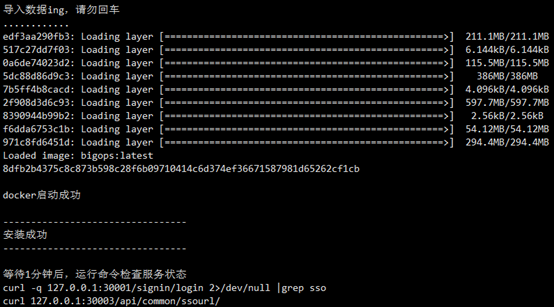 导入数据ing，请勿回车
............
edf3aa290fb3: Loading layer [==================================================>]  211.1MB/211.1MB
517c27dd7f03: Loading layer [==================================================>]  6.144kB/6.144kB
0a6de74023d2: Loading layer [==================================================>]  115.5MB/115.5MB
5dc88d86d9c3: Loading layer [==================================================>]  386MB/386MB
7b5ff4b8cacd: Loading layer [==================================================>]  4.096kB/4.096kB
2f908d3d6c93: Loading layer [==================================================>]  597.7MB/597.7MB
8390944b99b2: Loading layer [==================================================>]  2.56kB/2.56kB
f6dda6753c1b: Loading layer [==================================================>]  54.12MB/54.12MB
971c8fd6451d: Loading layer [==================================================>]  294.4MB/294.4MB
Loaded image: bigops:latest
8dfb2b4375c8c873b598c28f6b09710414c6d374ef36671587981d65262cf1cb
docker启动成功
---------------------------------
安装成功
---------------------------------
等待1分钟后，运行命令检查服务状态
curl -q 127.0.0.1:30001/signin/login 2>/dev/null |grep sso
curl 127.0.0.1:30003/api/common/ssourl/